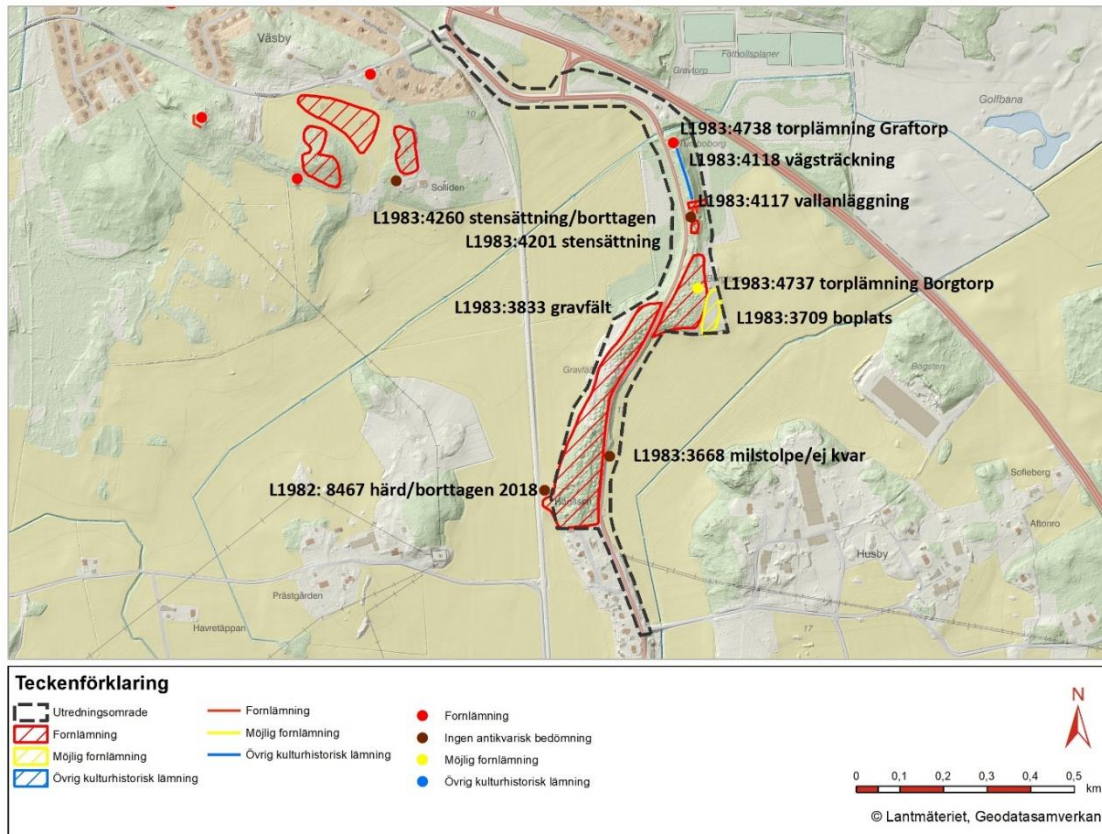 Väsby
Fotbollsplaner
Gravtorp
Golfbana
10
L1983:4738 torplämning Graftorp
L1983:4118 vägsträckning
Solliden
L1983:4117 vallanläggning
L1983:4260 stensättning/borttagen
L1983:4201 stensättning
L1983:4737 torplämning Borgtorp
L1983:3833 gravfält
L1983:3709 boplats
Bogsten
L1983:3668 milstolpe/ej kvar
Sofieberg
L1982: 8467 härd/borttagen 2018
Aftonro
Husby
Prästgården
Havretäppan
17
Teckenförklaring
Utredningsomrade
Fornlämning
Möjlig fornlämning
Övrig kulturhistorisk lämning
Fornlämning
Möjlig fornlämning
Övrig kulturhistorisk lämning
Fornlämning
Ingen antikvarisk bedömning
Möjlig fornlämning
Övrig kulturhistorisk lämning
N
0 0,1 0,2 0,3 0,4 0,5
km
© Lantmäteriet, Geodatasamverkan